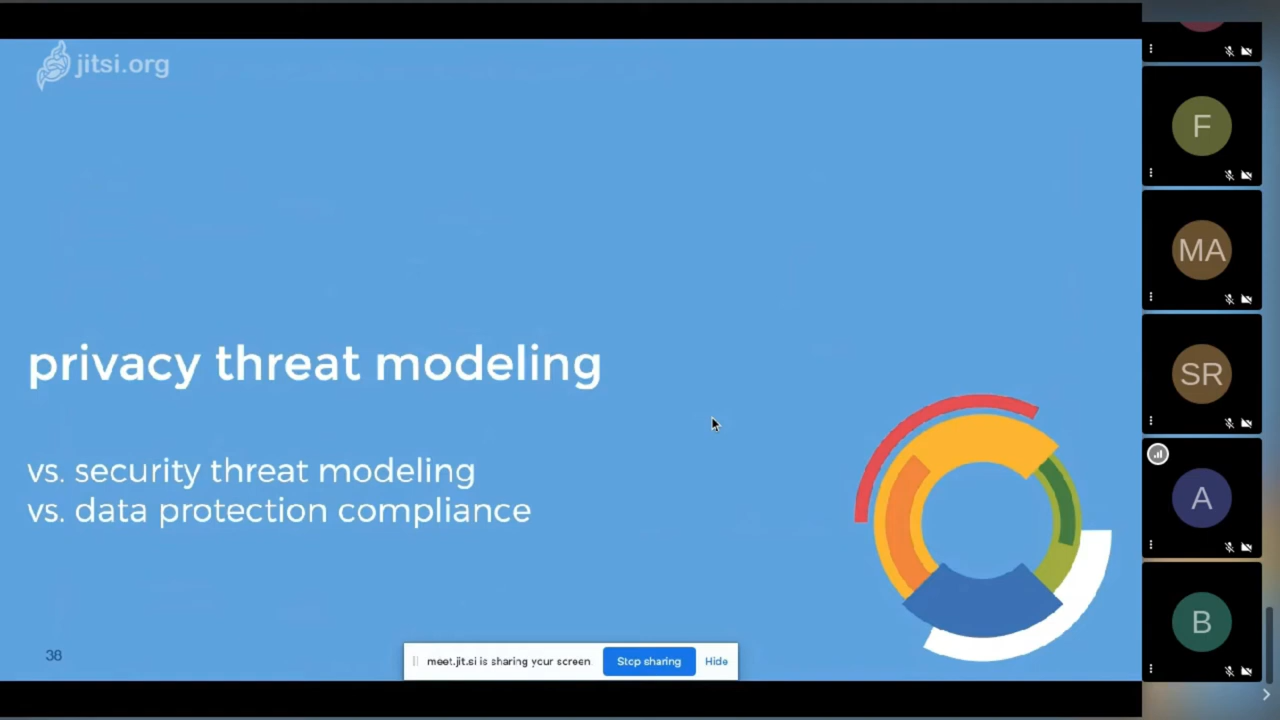 jitsi.org
privacy threat modeling
vs. security threat modeling
vs. data protection compliance
38
meet.jit.si is sharing your screen
Stop sharing
Hide
F
MA
SR
A
B